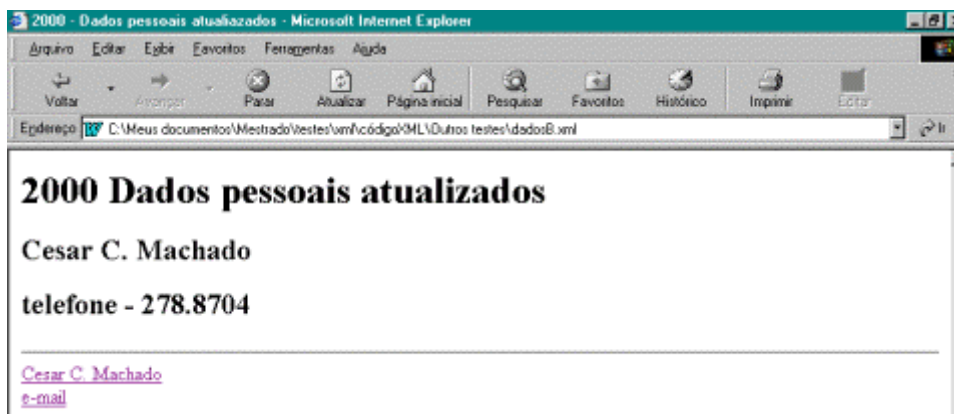 2000 - Dados pessoais atualiazados - Microsoft Internet Explorer
Arquivo Editar Exibir Favoritos Ferramentas Ajuda
Voltar Avançar Parar Atualizar Página inicial Pesquisar Favoritos Histórico Imprimir Editar
Endereço C:\Meus documentos\Mestrado\testes\xml\códigoXML\Outros testes\dadosB.xml Ir
2000 Dados pessoais atualizados
Cesar C. Machado
telefone - 278.8704
Cesar C. Machado
e-mail